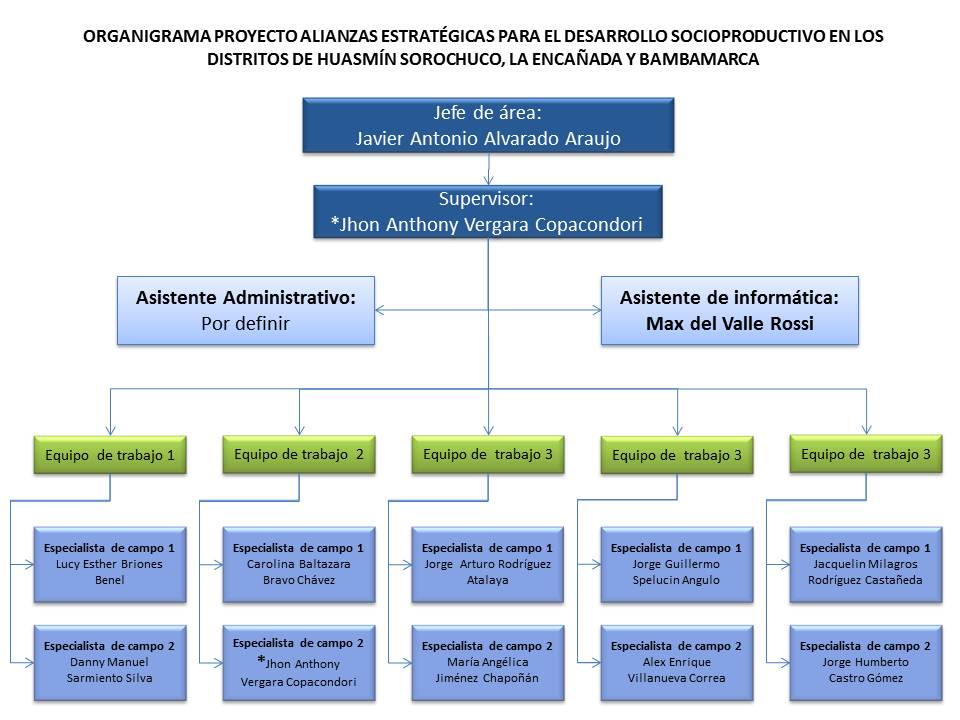 ORGANIGRAMA PROYECTO ALIANZAS ESTRATÉGICAS PARA EL DESARROLLO SOCIOPRODUCTIVO EN LOS
DISTRITOS DE HUASMÍN SOROCHUCO, LA ENCAÑADA Y BAMBAMARCA
Jefe de área:
Javier Antonio Alvarado Araujo
Supervisor:
*Jhon Anthony Vergara Copacondori
Asistente Administrativo:
Por definir
Asistente de informática:
Max del Valle Rossi
Equipo de trabajo 1
Equipo de trabajo 2
Equipo de trabajo 3
Equipo de trabajo 3
Equipo de trabajo 3
Especialista de campo 1
Lucy Esther Briones
Benel
Especialista de campo 1
Carolina Baltazara
Bravo Chávez
Especialista de campo 1
Jorge Arturo Rodríguez
Atalaya
Especialista de campo 1
Jorge Guillermo
Spelucin Angulo
Especialista de campo 1
Jacquelin Milagros
Rodríguez Castañeda
Especialista de campo 2
Danny Manuel
Sarmiento Silva
Especialista de campo 2
*Jhon Anthony
Vergara Copacondori
Especialista de campo 2
María Angélica
Jiménez Chapoñán
Especialista de campo 2
Alex Enrique
Villanueva Correa
Especialista de campo 2
Jorge Humberto
Castro Gómez